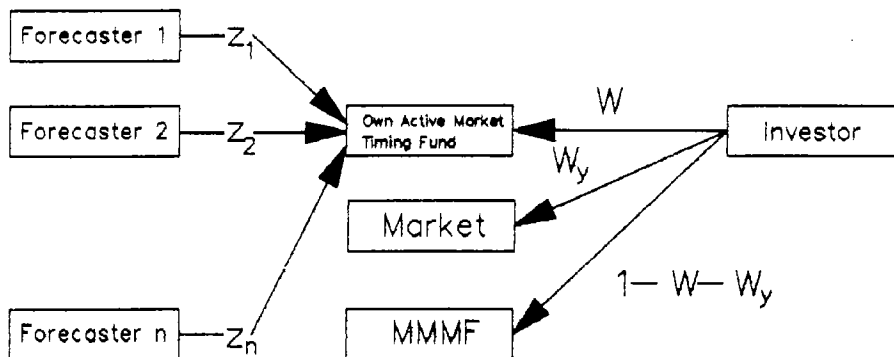 Forecaster 1
Z1
Forecaster 2
Z2
Own Active Market
Timing Fund
W
Investor
Wy
Market
1 – W – Wy
Forecaster n
Zn
MMMF